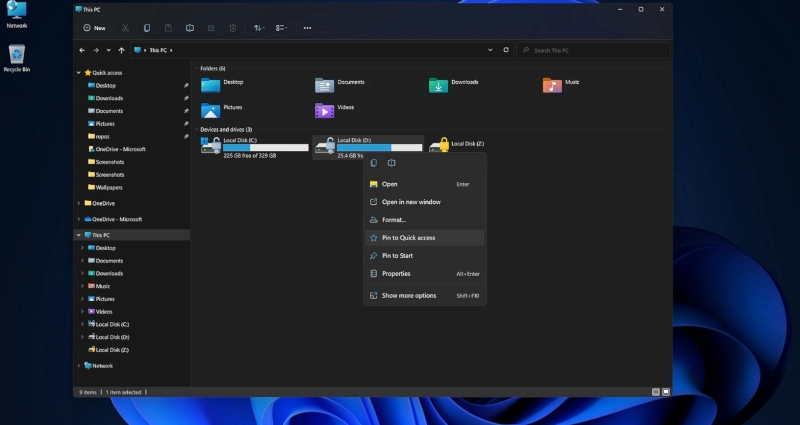 Network
Recycle Bin
This PC
New
This PC
Search This PC
Quick access
Desktop
Downloads
Documents
Pictures
repos
OneDrive - Microsoft
Screenshots
Screenshots
Wallpapers
OneDrive
OneDrive - Microsoft
This PC
Desktop
Documents
Downloads
Music
Pictures
Videos
Local Disk (C:)
Local Disk (D:)
Local Disk (Z:)
Network
Folders (6)
Desktop
Documents
Downloads
Music
Pictures
Videos
Devices and drives (3)
Local Disk (C:)
225 GB free of 329 GB
Local Disk (D:)
25.4 GB
Local Disk (Z:)
Open Enter
Open in new window
Format...
Pin to Quick access
Pin to Start
Properties Alt+Enter
Show more options Shift+F10
9 items 1 item selected